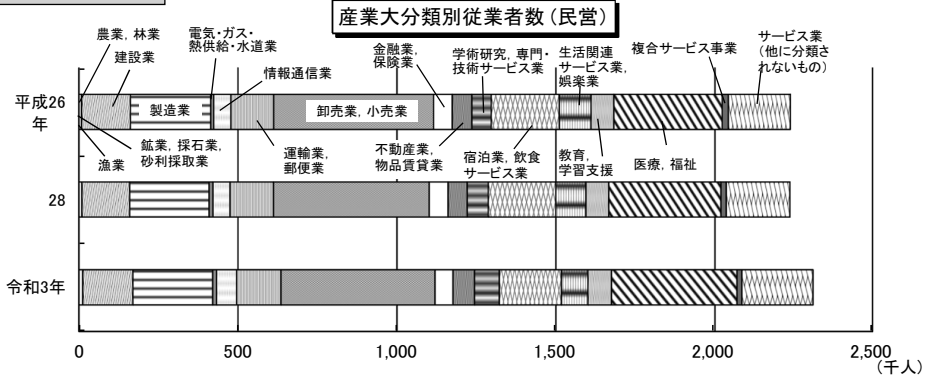 産業大分類別従業者数（民営）
農業，林業
建設業
電気・ガス・
熱供給・水道業
情報通信業
金融業，
保険業
学術研究，専門・
技術サービス業
生活関連
サービス業，
娯楽業
複合サービス事業
サービス業
（他に分類さ
れないもの）
平成26
年
製造業
卸売業，小売業
漁業
鉱業，採石業，
砂利採取業
運輸業，
郵便業
不動産業，
物品賃貸業
宿泊業，飲食
サービス業
教育，
学習支援
医療，福祉
28
令和3年
0
500
1,000
1,500
2,000
2,500
（千人）